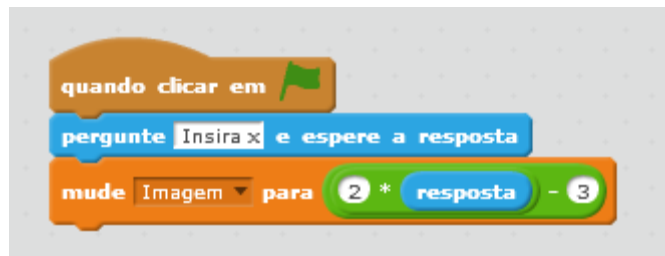 quando clicar em
pergunte Insira x e espere a resposta
mude Imagem para 2 * resposta - 3